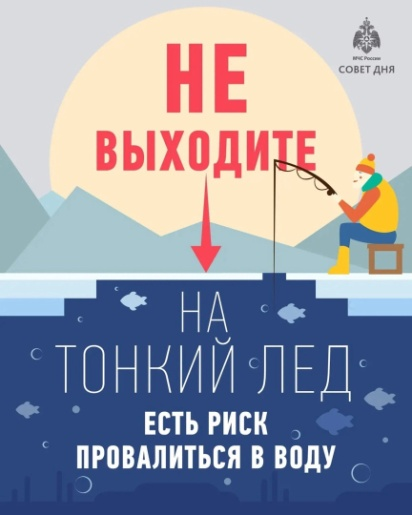 МЧС России
СОВЕТ ДНЯ
НЕ
ВЫХОДИТЕ
НА
ТОНКИЙ ЛЕД
ЕСТЬ РИСК
ПРОВАЛИТЬСЯ В ВОДУ